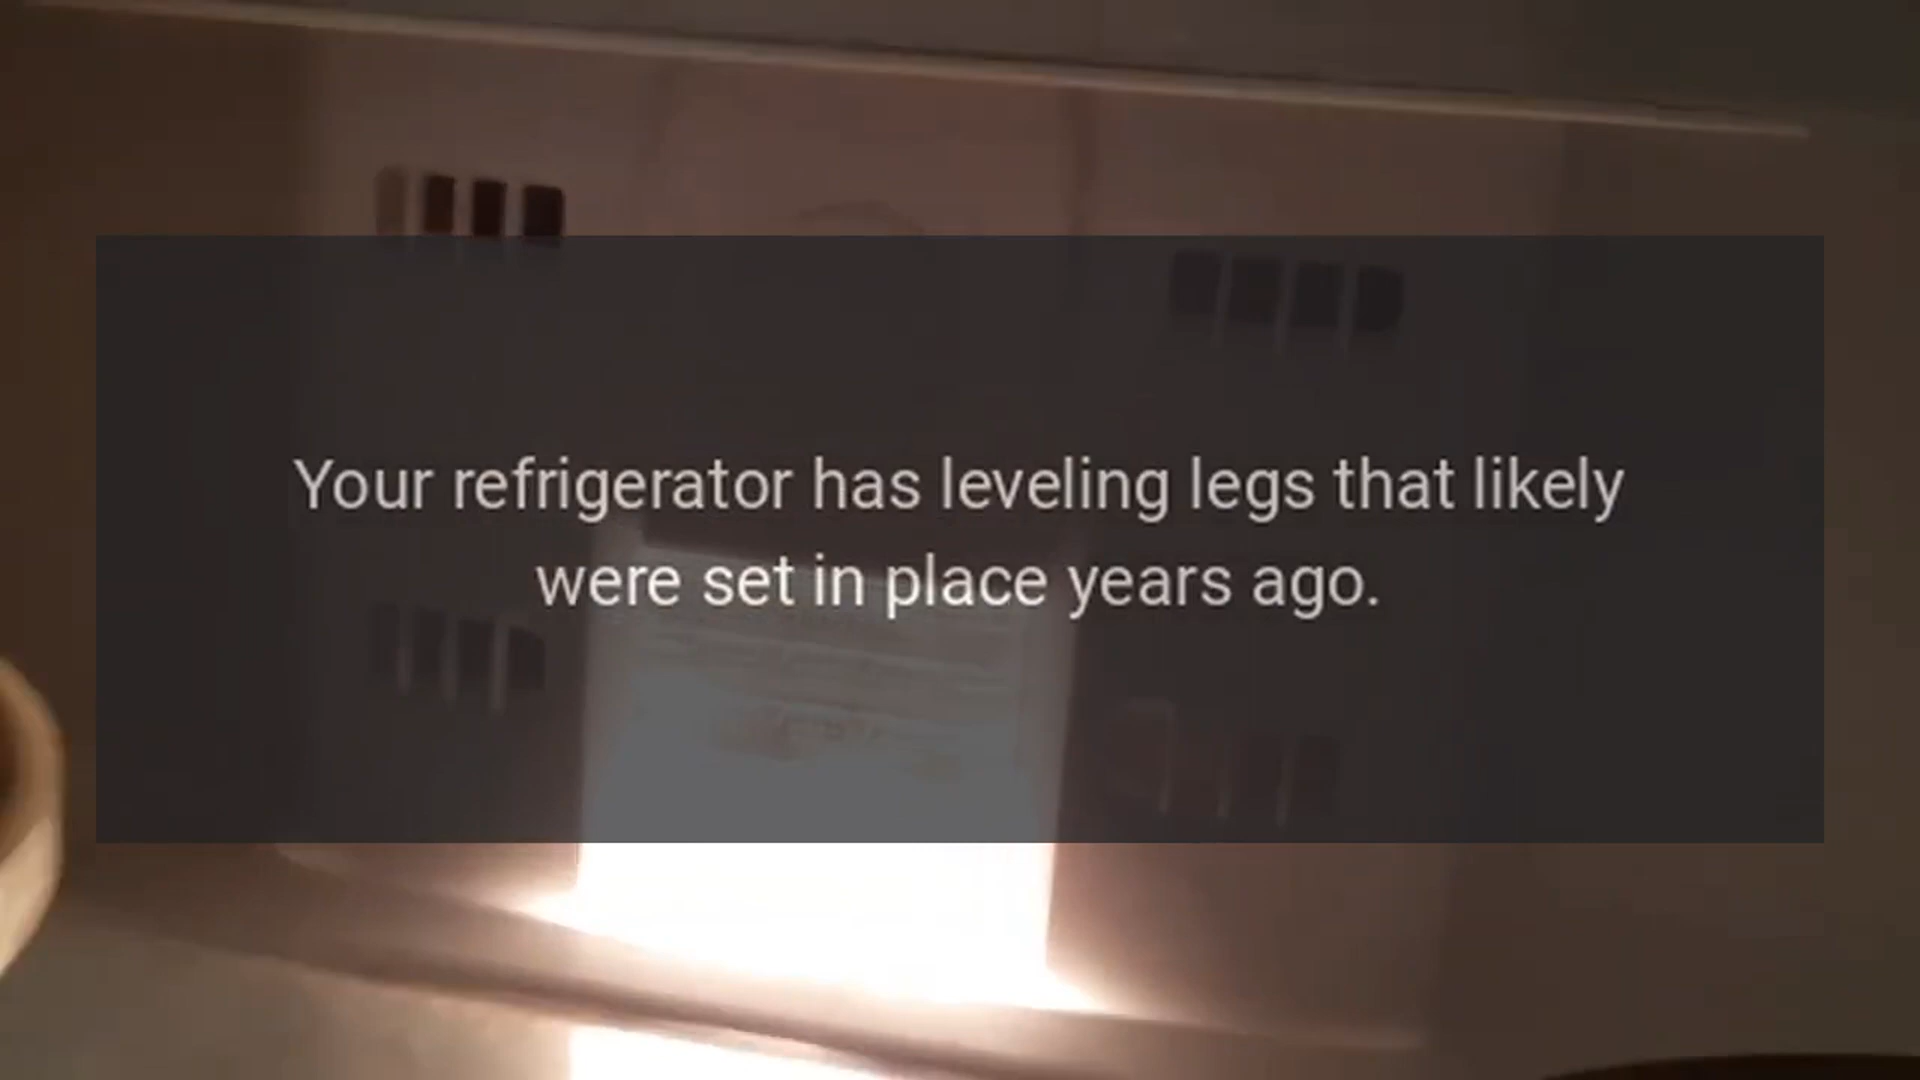 Your refrigerator has leveling legs that likely
were set in place years ago.